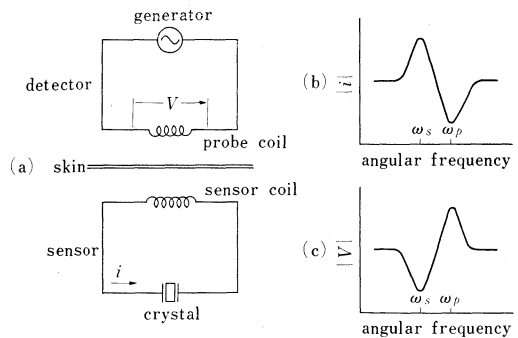 (a)
generator
detector
V
probe coil
skin
sensor coil
sensor
i
crystal
(b)
|i|
ωs ωp
angular frequency
(c)
|V|
ωs ωp
angular frequency